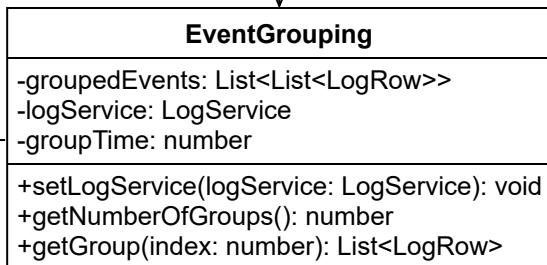 EventGrouping
-groupedEvents: List<List<LogRow>>
-logService: LogService
-groupTime: number
+setLogService(logService: LogService): void
+getNumberOfGroups(): number
+getGroup(index: number): List<LogRow>